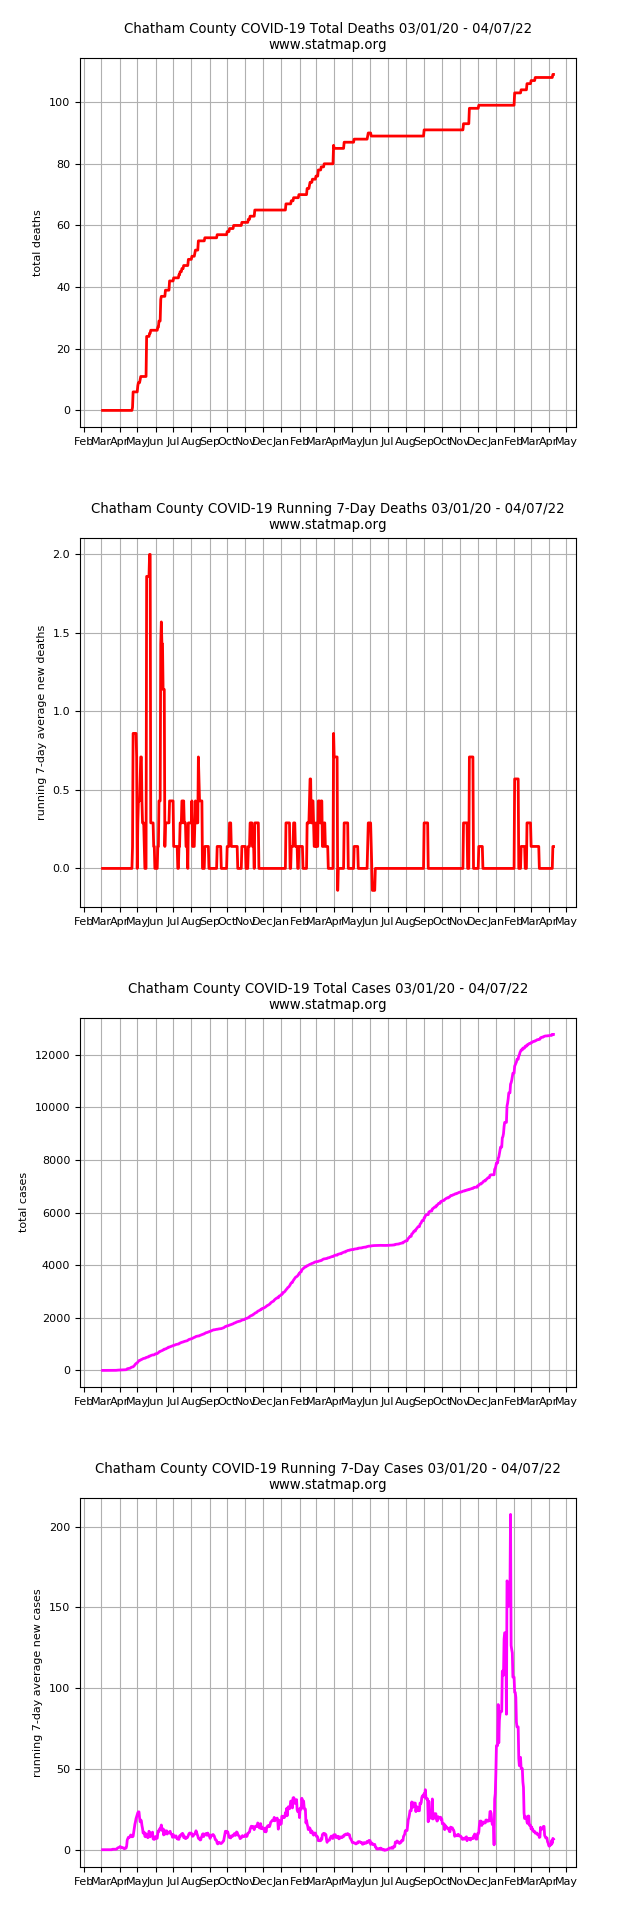 Chatham County COVID-19 Total Deaths 03/01/20 - 04/07/22
www.statmap.org
total deaths
100
80
60
40
20
0
Feb Mar Apr May Jun Jul Aug Sep Oct Nov Dec Jan Feb Mar Apr May Jun Jul Aug Sep Oct Nov Dec Jan Feb Mar Apr May
Chatham County COVID-19 Running 7-Day Deaths 03/01/20 - 04/07/22
www.statmap.org
running 7-day average new deaths
2.0
1.5
1.0
0.5
0.0
Feb Mar Apr May Jun Jul Aug Sep Oct Nov Dec Jan Feb Mar Apr May Jun Jul Aug Sep Oct Nov Dec Jan Feb Mar Apr May
Chatham County COVID-19 Total Cases 03/01/20 - 04/07/22
www.statmap.org
total cases
12000
10000
8000
6000
4000
2000
0
Feb Mar Apr May Jun Jul Aug Sep Oct Nov Dec Jan Feb Mar Apr May Jun Jul Aug Sep Oct Nov Dec Jan Feb Mar Apr May
Chatham County COVID-19 Running 7-Day Cases 03/01/20 - 04/07/22
www.statmap.org
running 7-day average new cases
200
150
100
50
0
Feb Mar Apr May Jun Jul Aug Sep Oct Nov Dec Jan Feb Mar Apr May Jun Jul Aug Sep Oct Nov Dec Jan Feb Mar Apr May